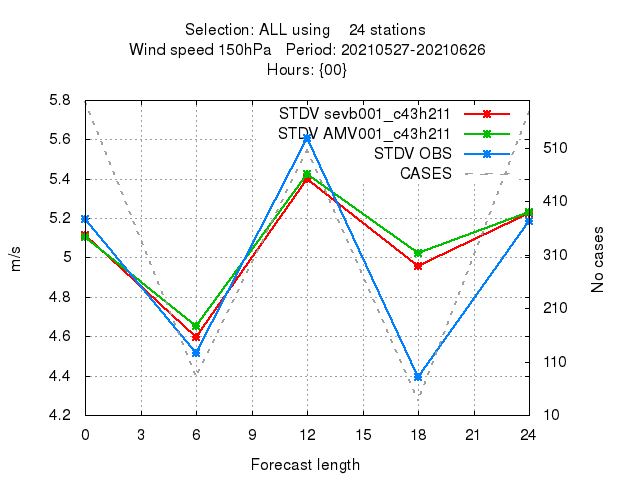 Selection: ALL using    24 stations
Wind speed 150hPa   Period: 20210527-20210626
Hours: {00}
STDV sevb001_c43h211
STDV AMV001_c43h211
STDV OBS
CASES
5.8
5.6
5.4
5.2
5
4.8
4.6
4.4
4.2
m/s
510
410
310
210
110
10
No cases
0 3 6 9 12 15 18 21 24
Forecast length